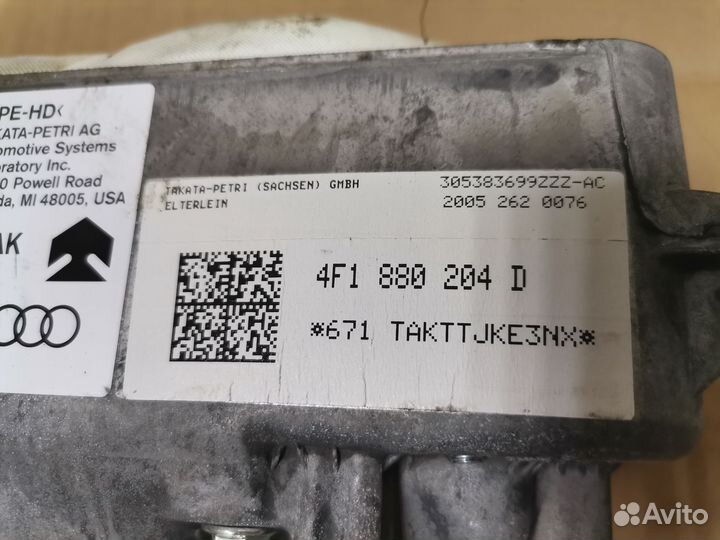 PE-HD<
KATA-PETRI AG
omotive Systems
oratory Inc.
0 Powell Road
da, MI 48005, USA
AK
TAKATA-PETRI (SACHSEN) GMBH
ELTERLEIN
305383699ZZZ-AC
2005 262 0076
4F1 880 204 D
*671 TAKTTJKE3NX*
Avito